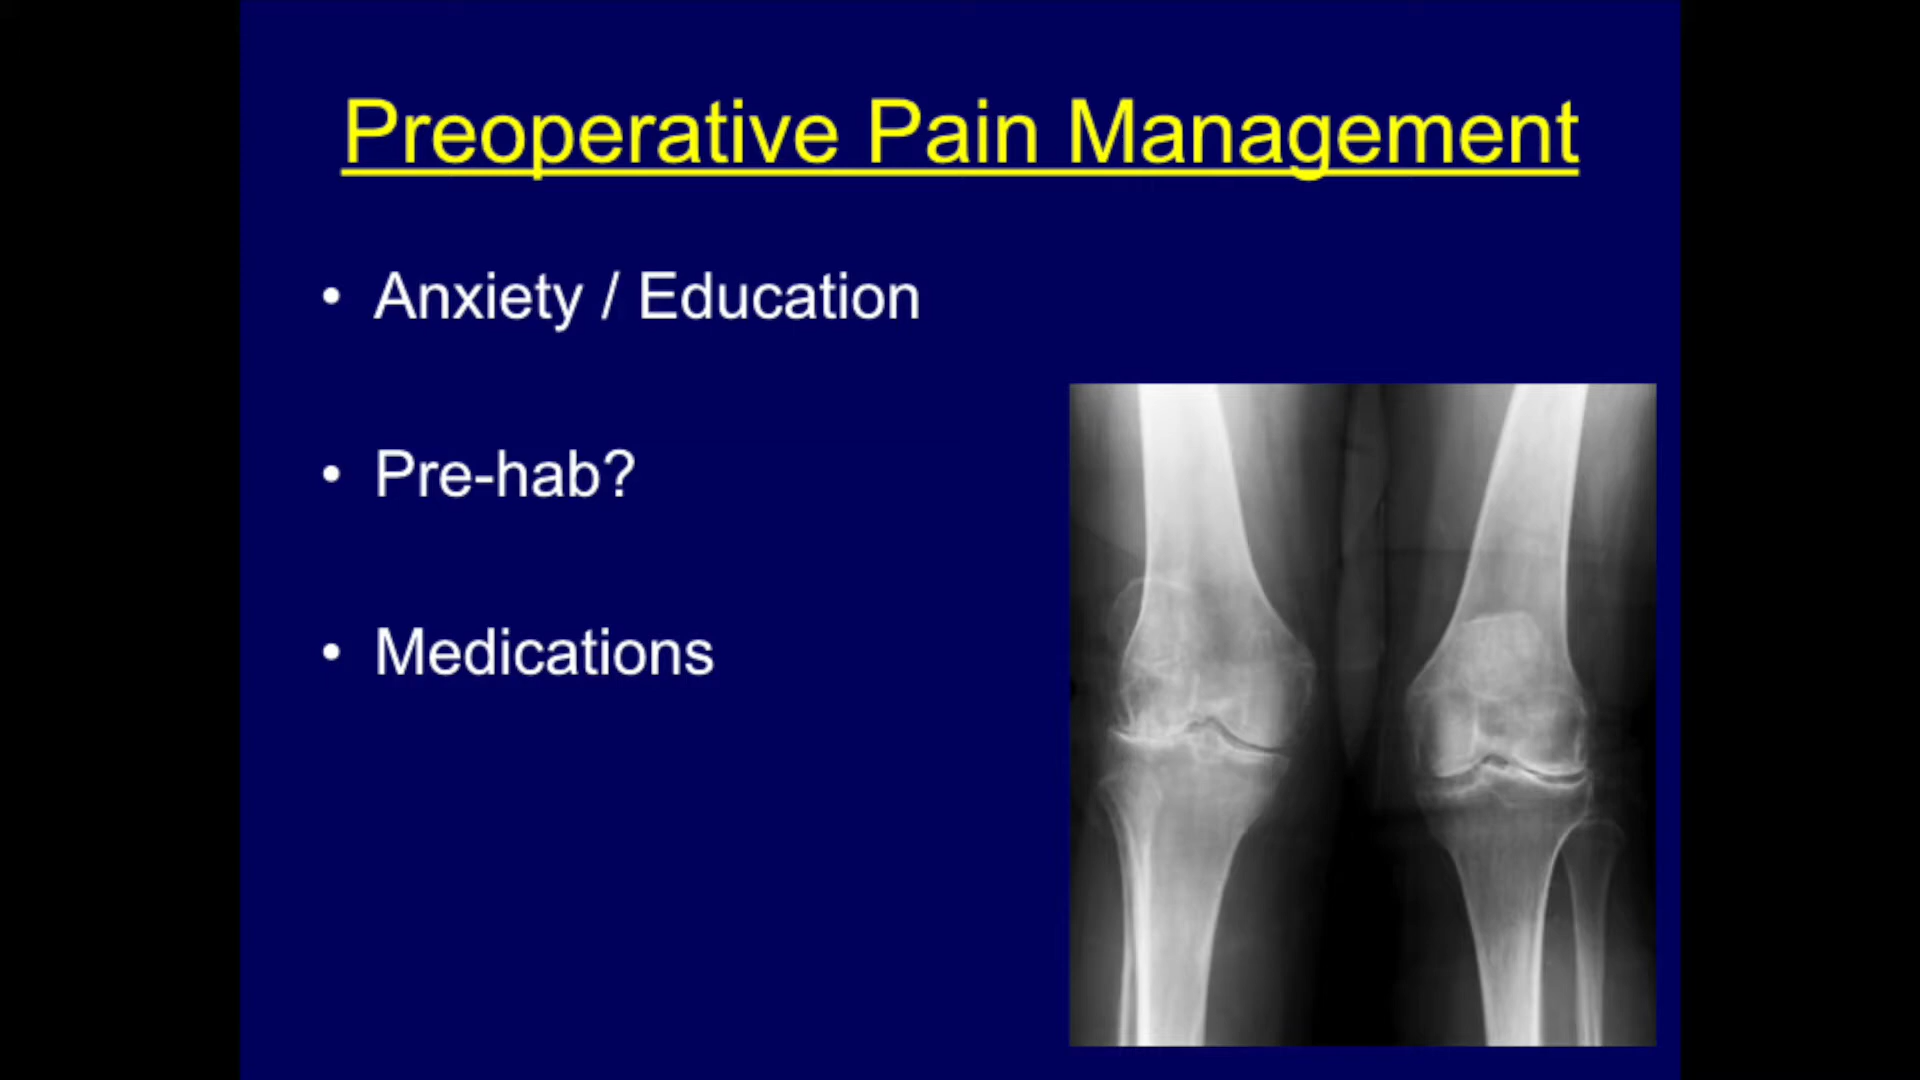 Preoperative Pain Management
• Anxiety / Education
• Pre-hab?
• Medications